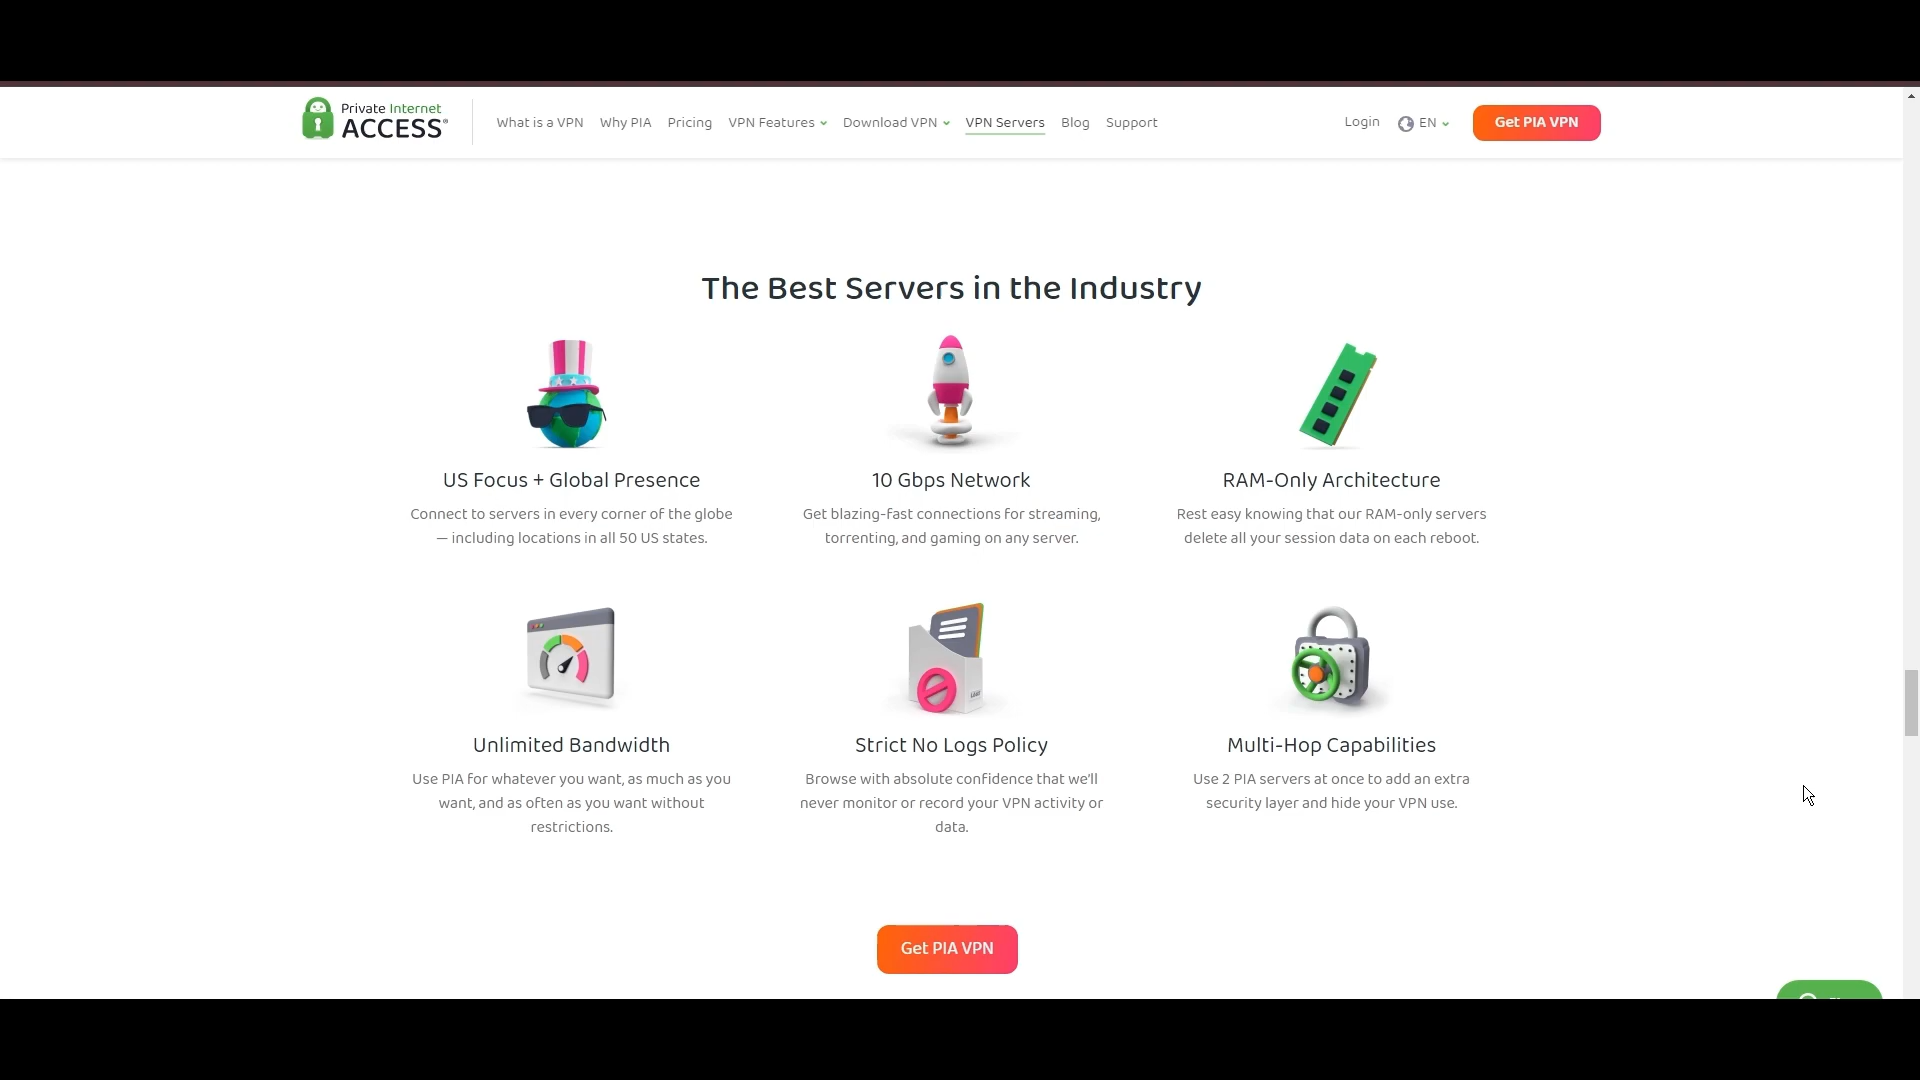 Private Internet
ACCESS®
What is a VPN Why PIA Pricing VPN Features Download VPN VPN Servers Blog Support
Login EN Get PIA VPN
The Best Servers in the Industry
US Focus + Global Presence
Connect to servers in every corner of the globe
— including locations in all 50 US states.
10 Gbps Network
Get blazing-fast connections for streaming,
torrenting, and gaming on any server.
RAM-Only Architecture
Rest easy knowing that our RAM-only servers
delete all your session data on each reboot.
Unlimited Bandwidth
Use PIA for whatever you want, as much as you
want, and as often as you want without
restrictions.
Strict No Logs Policy
Browse with absolute confidence that we'll
never monitor or record your VPN activity or
data.
Multi-Hop Capabilities
Use 2 PIA servers at once to add an extra
security layer and hide your VPN use.
Get PIA VPN